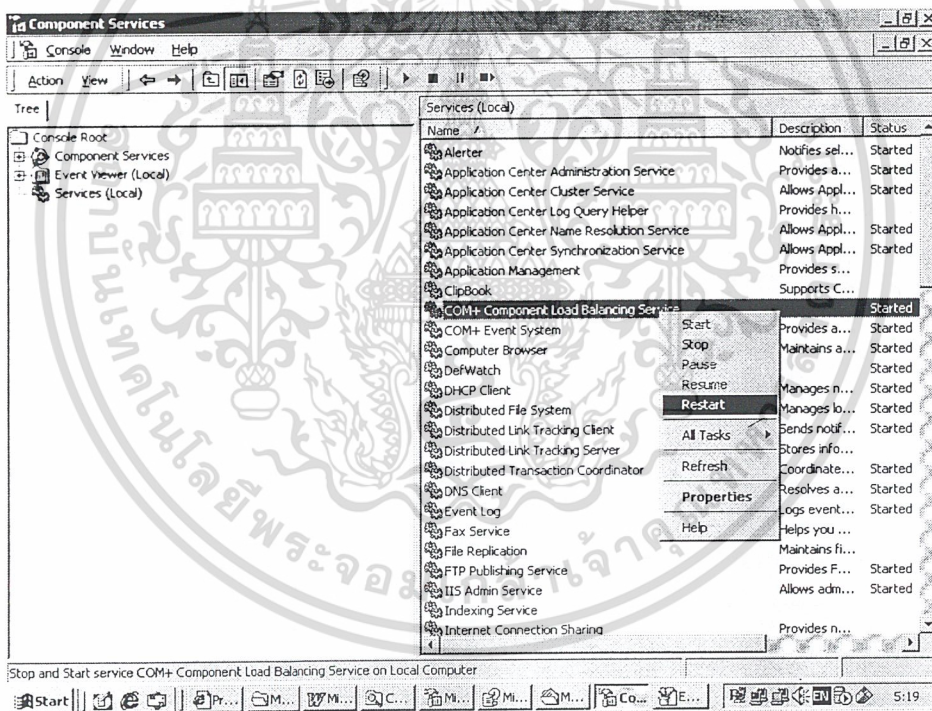 Component Services
Console Window Help
Action View
Tree
Services (Local)
Console Root
Component Services
Event Viewer (Local)
Services (Local)
Name Description Status
Alerter Notifies sel... Started
Application Center Administration Service Provides a... Started
Application Center Cluster Service Allows Appl... Started
Application Center Log Query Helper Provides h...
Application Center Name Resolution Service Allows Appl... Started
Application Center Synchronization Service Allows Appl... Started
Application Management Provides s...
ClipBook Supports C...
COM+ Component Load Balancing Service Started
COM+ Event System Provides a... Started
Computer Browser Maintains a... Started
DefWatch Started
DHCP Client Manages n... Started
Distributed File System Manages lo... Started
Distributed Link Tracking Client Sends notif... Started
Distributed Link Tracking Server Stores info...
Distributed Transaction Coordinator Coordinate... Started
DNS Client Resolves a... Started
Event Log Logs event... Started
Fax Service Helps you ...
File Replication Maintains fi...
FTP Publishing Service Provides F... Started
IIS Admin Service Allows adm... Started
Indexing Service
Internet Connection Sharing Provides n...
Start
Stop
Pause
Resume
Restart
All Tasks
Refresh
Properties
Help
Stop and Start service COM+ Component Load Balancing Service on Local Computer
Start Pr... M... Mi... C... Mi... Mi... M... Co... E... EN 5:19